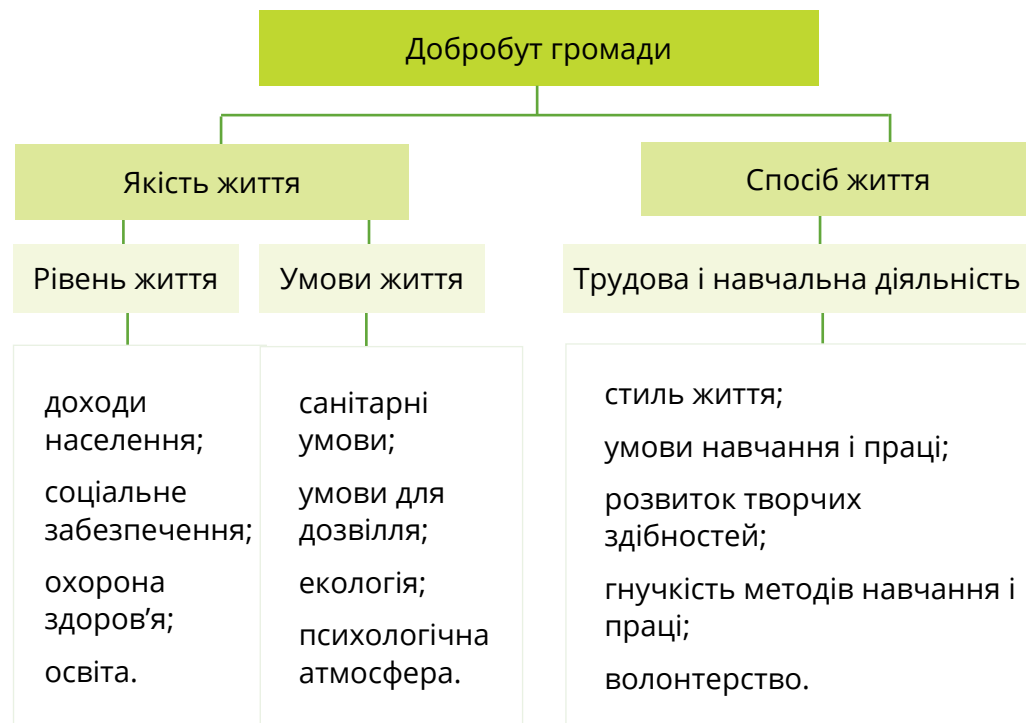 Добробут громади
Якість життя
Спосіб життя
Рівень життя
Умови життя
Трудова і навчальна діяльність
доходи
населення;
соціальне
забезпечення;
охорона
здоров’я;
освіта.
санітарні
умови;
умови для
дозвілля;
екологія;
психологічна
атмосфера.
стиль життя;
умови навчання і праці;
розвиток творчих
здібностей;
гнучкість методів навчання і
праці;
волонтерство.